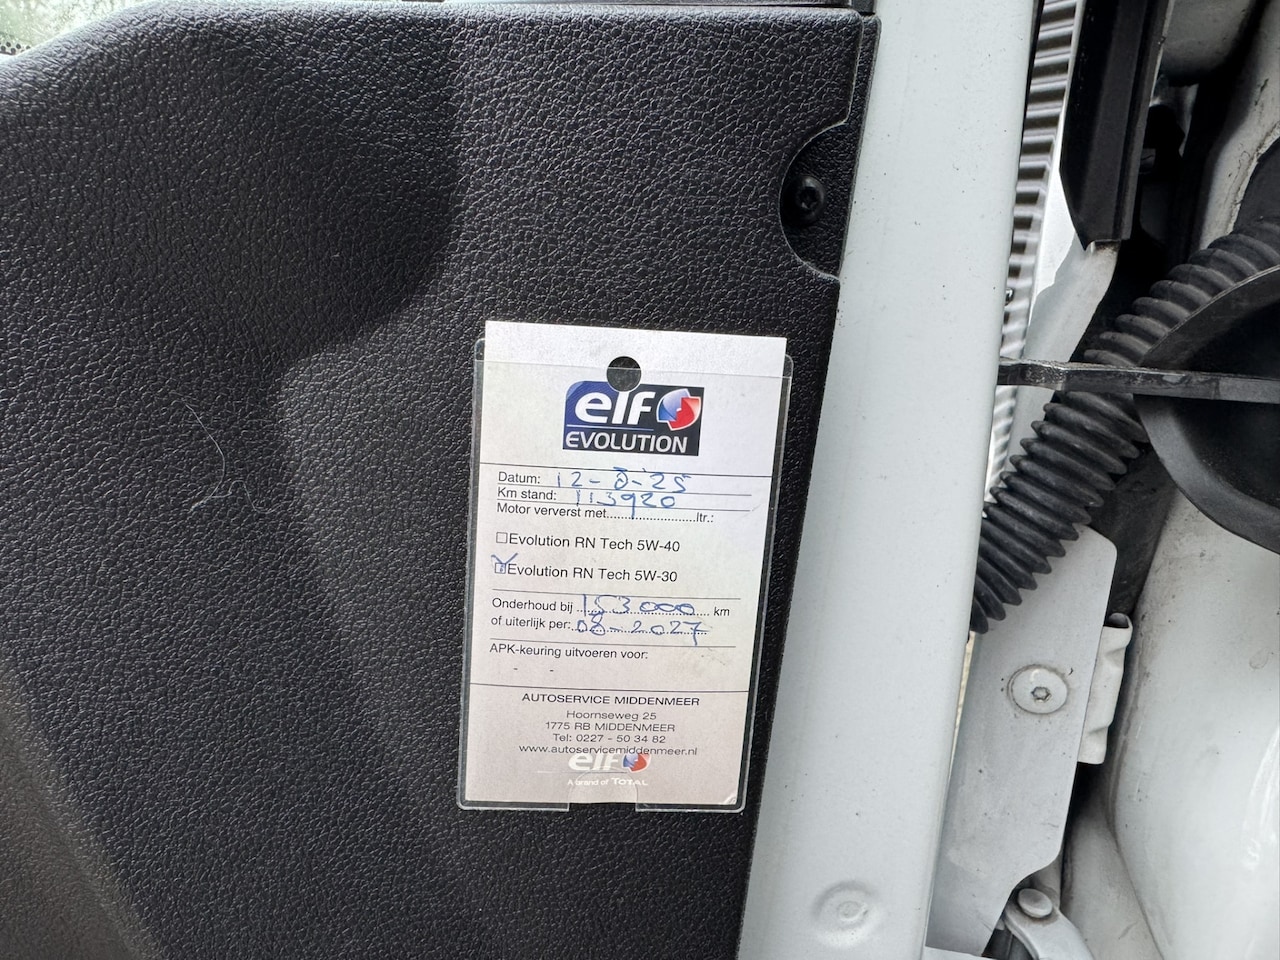 elf
EVOLUTION
Datum: 12-8-25
Km stand: 113920
Motor ververst met..........................ltr.:
Evolution RN Tech 5W-40
Evolution RN Tech 5W-30
Onderhoud bij 153000 km
of uiterlijk per: 08-2027
APK-keuring uitvoeren voor:
- -
AUTOSERVICE MIDDENMEER
Hoornseweg 25
1775 RB MIDDENMEER
Tel: 0227 - 50 34 82
www.autoservicemiddenmeer.nl
elf
A brand of TOTAL